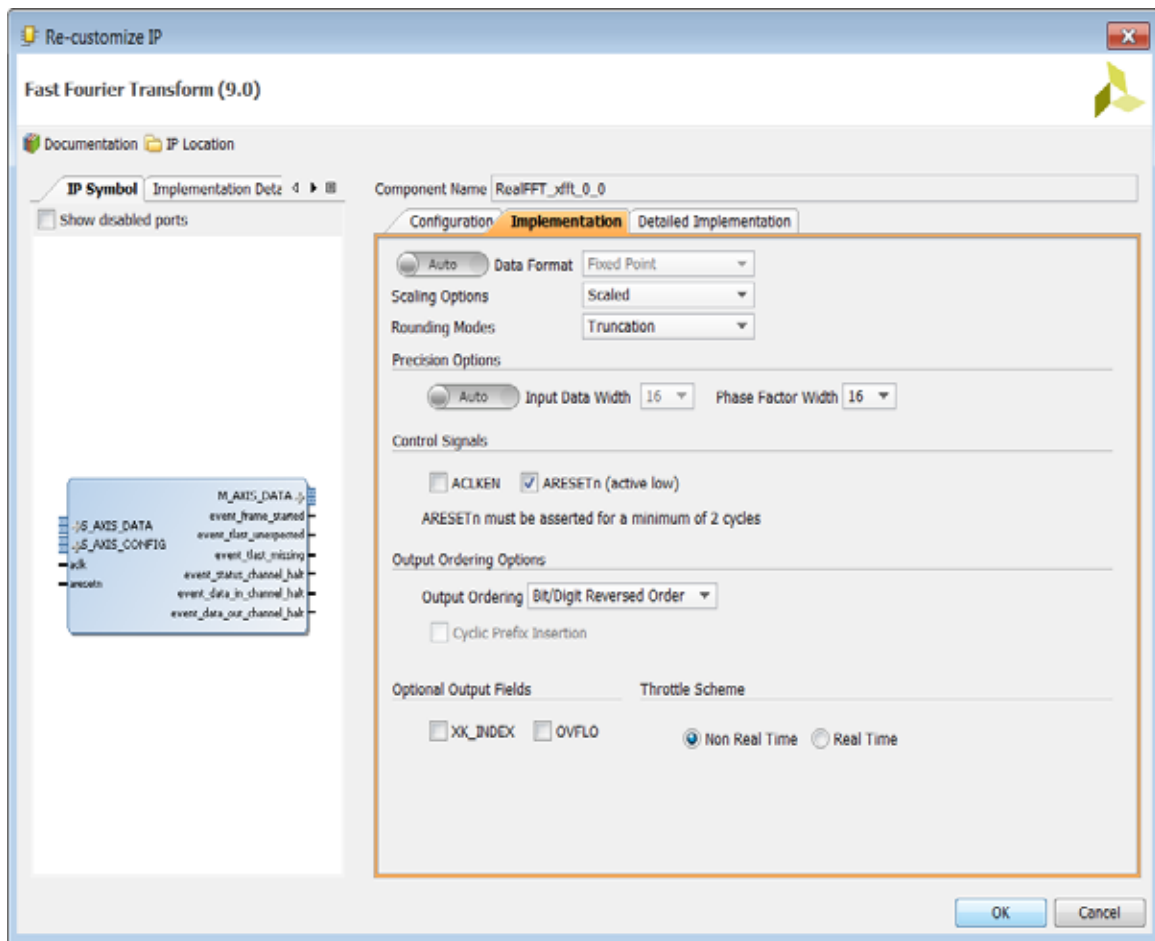 Re-customize IP
Fast Fourier Transform (9.0)
Documentation IP Location
IP Symbol Implementation Deta
Show disabled ports
M_AXIS_DATA
event_frame_started
S_AXIS_DATA
event_tlast_unexpected
S_AXIS_CONFIG
event_tlast_missing
aclk
event_status_channel_halt
aresetn
event_data_in_channel_halt
event_data_out_channel_halt
Component Name RealFFT_xfft_0_0
Configuration Implementation Detailed Implementation
Auto Data Format Fixed Point
Scaling Options Scaled
Rounding Modes Truncation
Precision Options
Auto Input Data Width 16 Phase Factor Width 16
Control Signals
ACLKEN ARESETn (active low)
ARESETn must be asserted for a minimum of 2 cycles
Output Ordering Options
Output Ordering Bit/Digit Reversed Order
Cyclic Prefix Insertion
Optional Output Fields Throttle Scheme
XK_INDEX OVFLO Non Real Time Real Time
OK Cancel